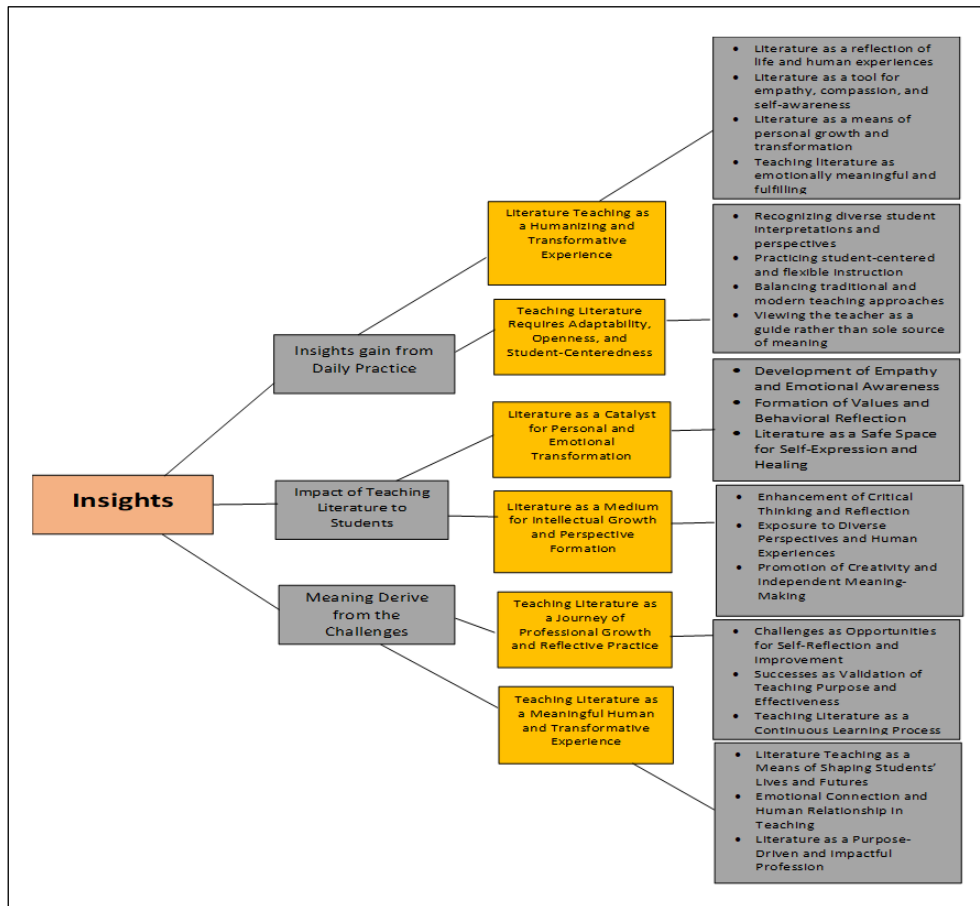 Insights
Insights gain from
Daily Practice
Literature Teaching as
a Humanizing and
Transformative
Experience
• Literature as a reflection of
life and human experiences
• Literature as a tool for
empathy, compassion, and
self-awareness
• Literature as a means of
personal growth and
transformation
• Teaching literature as
emotionally meaningful and
fulfilling
Teaching Literature
Requires Adaptability,
Openness, and
Student-Centeredness
• Recognizing diverse student
interpretations and
perspectives
• Practicing student-centered
and flexible instruction
• Balancing traditional and
modern teaching approaches
• Viewing the teacher as a
guide rather than sole source
of meaning
Impact of Teaching
Literature to
Students
Literature as a Catalyst
for Personal and
Emotional
Transformation
• Development of Empathy
and Emotional Awareness
• Formation of Values and
Behavioral Reflection
• Literature as a Safe Space
for Self-Expression and
Healing
Literature as a Medium
for Intellectual Growth
and Perspective
Formation
• Enhancement of Critical
Thinking and Reflection
• Exposure to Diverse
Perspectives and Human
Experiences
• Promotion of Creativity and
Independent Meaning-
Making
Meaning Derive
from the
Challenges
Teaching Literature as
a Journey of
Professional Growth
and Reflective Practice
• Challenges as Opportunities
for Self-Reflection and
Improvement
• Successes as Validation of
Teaching Purpose and
Effectiveness
• Teaching Literature as a
Continuous Learning Process
Teaching Literature as
a Meaningful Human
and Transformative
Experience
• Literature Teaching as a
Means of Shaping Students’
Lives and Futures
• Emotional Connection and
Human Relationship in
Teaching
• Literature as a Purpose-
Driven and Impactful
Profession